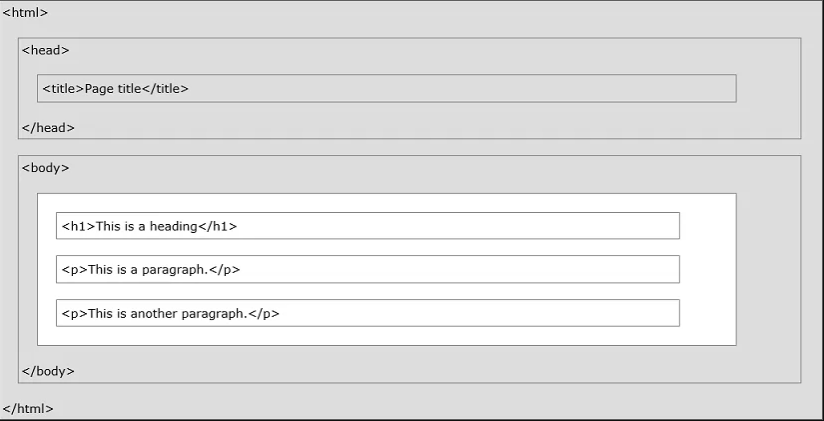 <html>
<head>
<title>Page title</title>
</head>
<body>
<h1>This is a heading</h1>
<p>This is a paragraph.</p>
<p>This is another paragraph.</p>
</body>
</html>